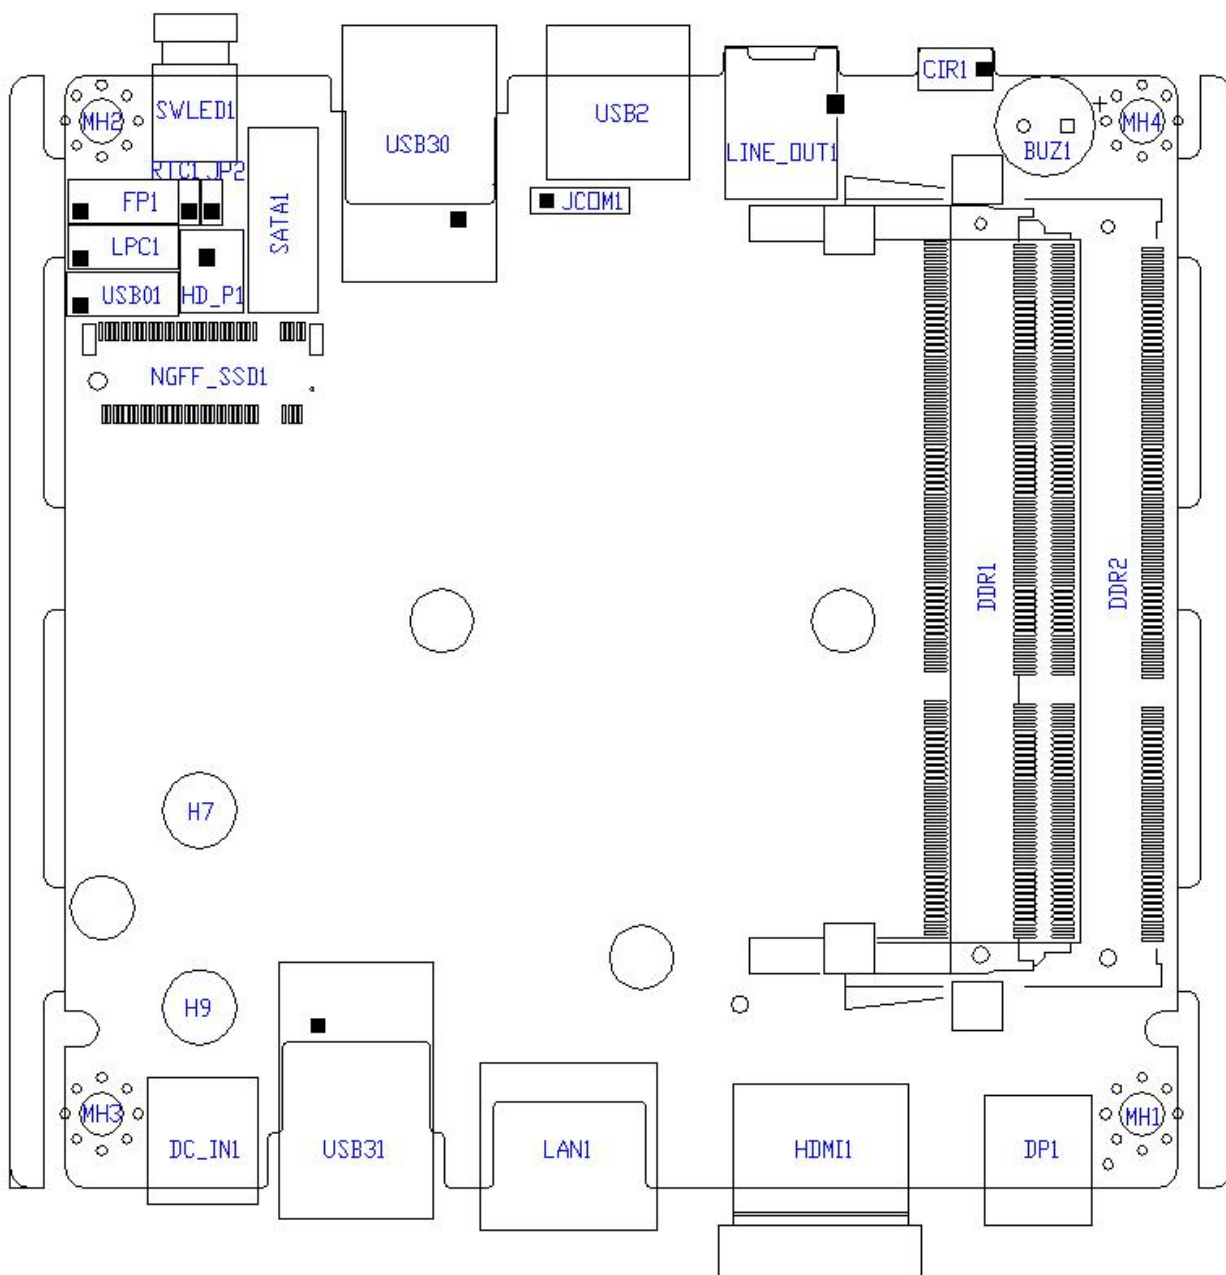 CIR1
SWLED1
USB2
MH2
MH4
USB30
LINE_OUT1
+
BUZ1
RTC1 JP2
FP1
JCOM1
SATA1
LPC1
USB01
HD_P1
NGFF_SSD1
DDR1
DDR2
H7
H9
MH3
MH1
DC_IN1
USB31
LAN1
HDMI1
DP1